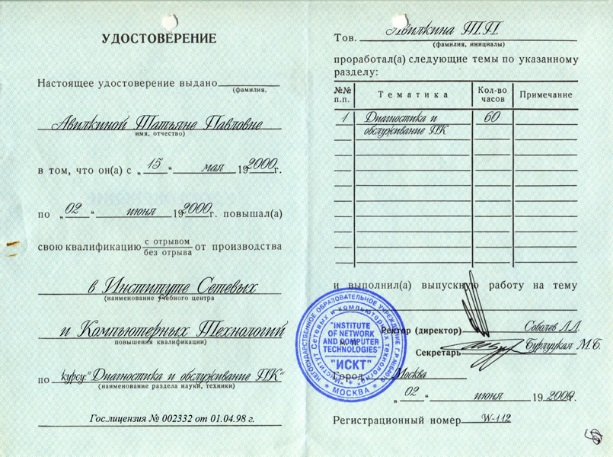 УДОСТОВЕРЕНИЕ
Настоящее удостоверение выдано
(фамилия,
Авилкиной Татьяне Павловне
имя, отчество)
в том, что он(а) с „ 15 “ мая 19 2000 г.
по „ 02 “ июня 19 2000 г. повышал(а)
свою квалификацию с отрывом от производства
без отрыва
в Институте Сетевых
(наименование учебного центра
и Компьютерных Технологий
повышения квалификации)
по курсу "Диагностика и обслуживание ПК"
(наименование раздела науки, техники)
Гослицензия № 002332 от 01.04.98 г.
Тов. Авилкина Т.П.
(фамилия, инициалы)
проработал(а) следующие темы по указанному
разделу:
№№ п.п. Тематика Кол-во часов Примечание
1 Диагностика и 60
обслуживание ПК
и выполнил(а) выпускную работу на тему
Ректор (директор)
Секретарь
Город Москва
„ 02 “ июня 19 2000 г.
Регистрационный номер W-112
"INSTITUTE
OF NETWORK
AND COMPUTER
TECHNOLOGIES"
"ИСКТ"
МОСКВА